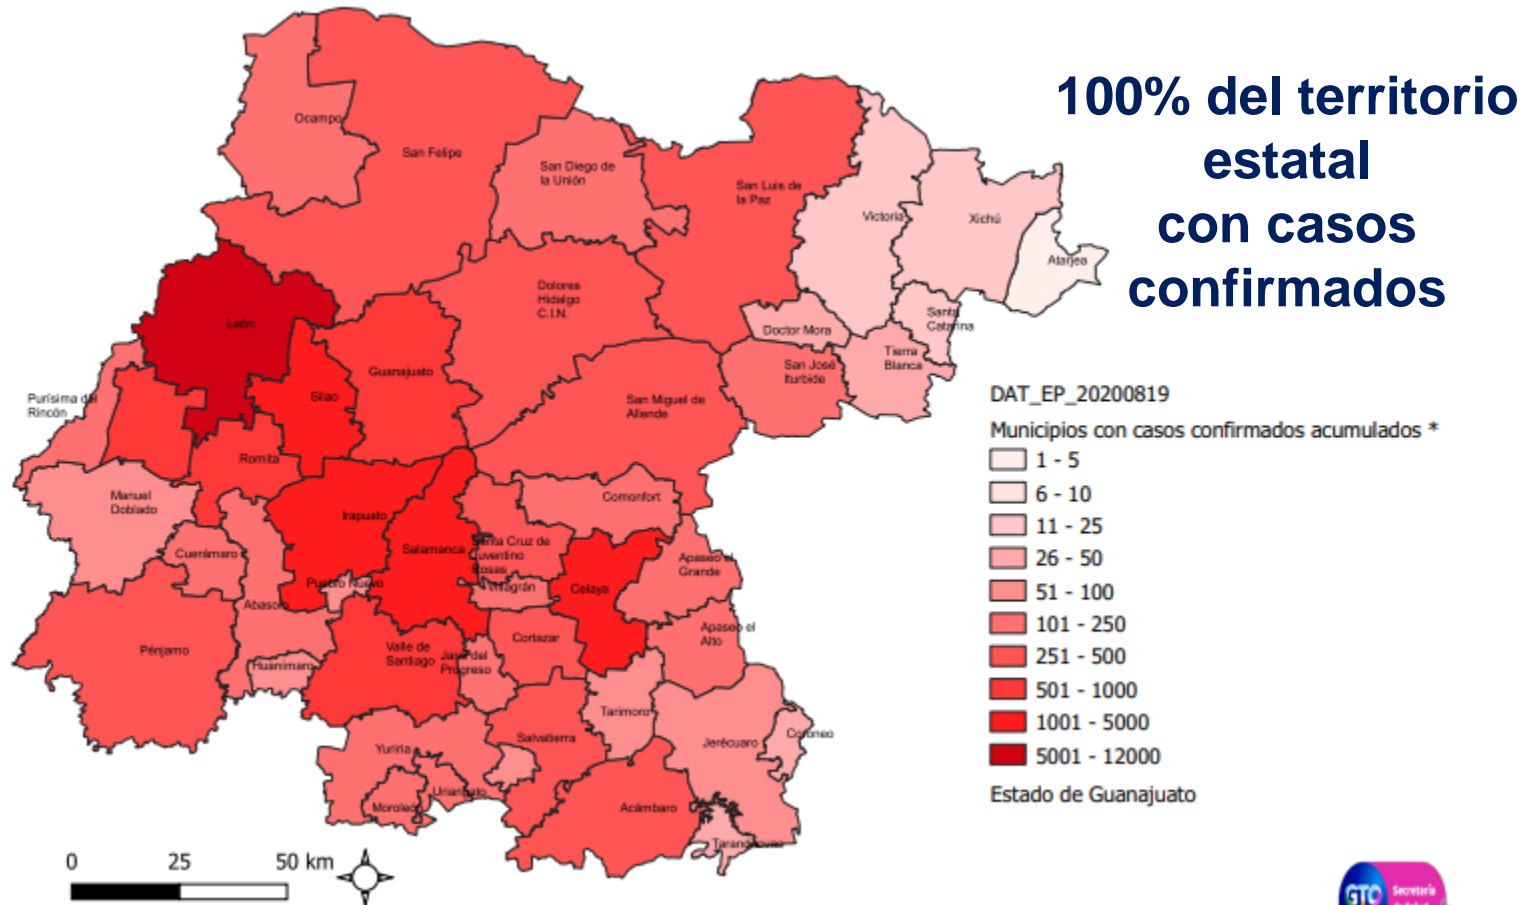 100% del territorio
estatal
con casos
confirmados
Ocampo
San Felipe
San Diego de
la Unión
San Luis de
la Paz
Victoria
Xichú
Atarjea
Dolores
Hidalgo
C.I.N.
León
Doctor Mora
Santa
Catarina
Tierra
Blanca
San José
Iturbide
Guanajuato
Silao
San Miguel de
Allende
Purísima del
Rincón
Romita
Manuel
Doblado
Irapuato
Comonfort
Salamanca
Santa Cruz de
Juventino
Rosas
Cuerámaro
Apaseo el
Grande
Pueblo Nuevo
Villagrán
Celaya
Abasolo
Apaseo el
Alto
Cortazar
Pénjamo
Valle de
Santiago
Jaral del
Progreso
Huanímaro
Tarimoro
Salvatierra
Jerécuaro
Coroneo
Yuriria
Uriangato
Moroleón
Acámbaro
Tarandacuao
DAT_EP_20200819
Municipios con casos confirmados acumulados *
1 - 5
6 - 10
11 - 25
26 - 50
51 - 100
101 - 250
251 - 500
501 - 1000
1001 - 5000
5001 - 12000
Estado de Guanajuato
0 25 50 km
GTO
Secretaría